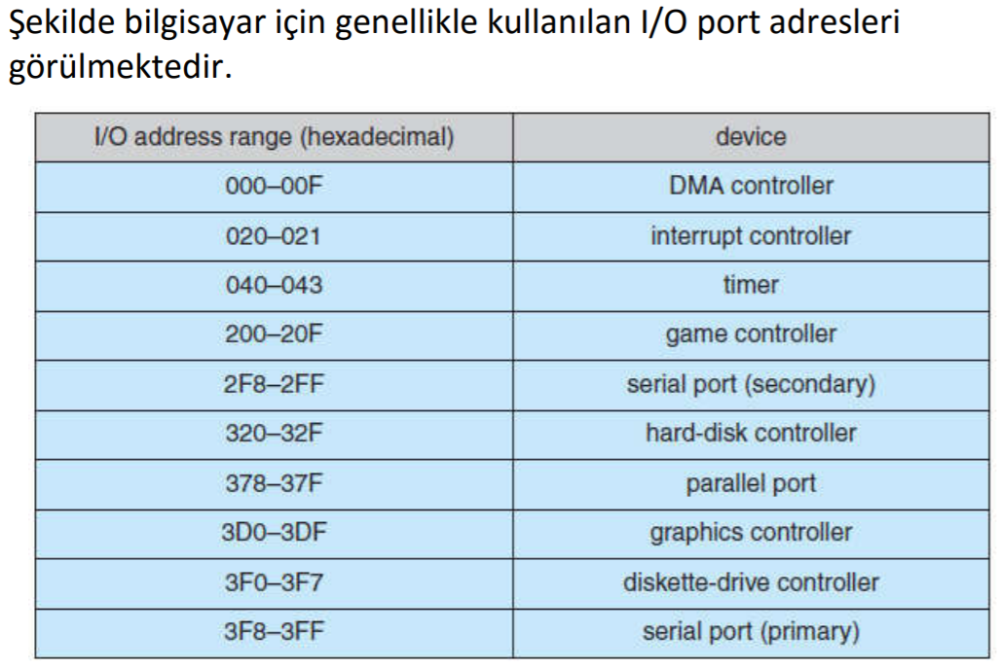 Şekilde bilgisayar için genellikle kullanılan I/O port adresleri
görülmektedir.
I/O address range (hexadecimal) device
000–00F DMA controller
020–021 interrupt controller
040–043 timer
200–20F game controller
2F8–2FF serial port (secondary)
320–32F hard-disk controller
378–37F parallel port
3D0–3DF graphics controller
3F0–3F7 diskette-drive controller
3F8–3FF serial port (primary)